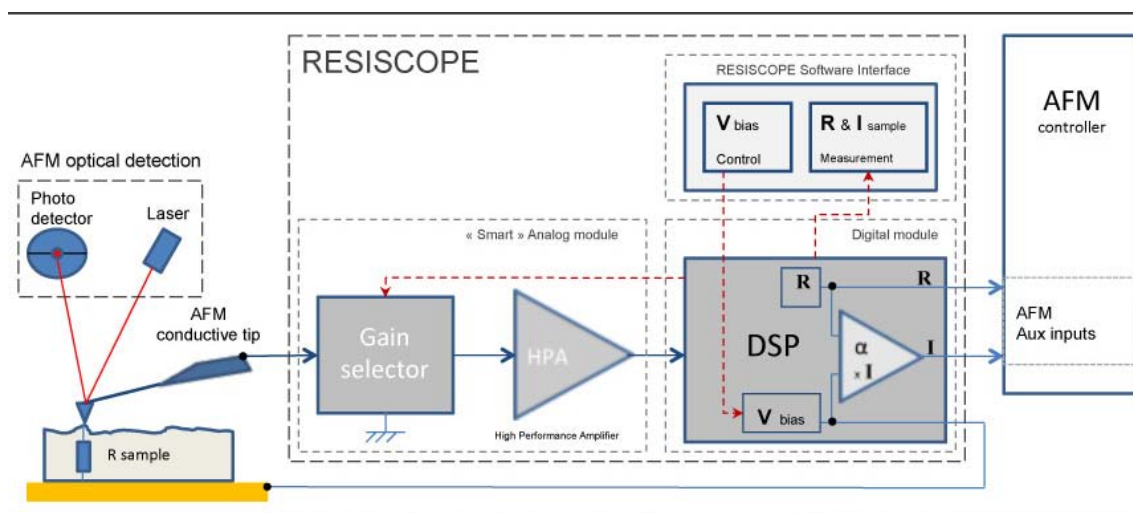 RESISCOPE
RESISCOPE Software Interface
V bias
Control
R & I sample
Measurement
AFM
controller
AFM optical detection
Photo
detector
Laser
« Smart » Analog module
Digital module
AFM
conductive tip
Gain
selector
HPA
High Performance Amplifier
DSP
R
R
α
x I
I
V bias
AFM
Aux inputs
R sample